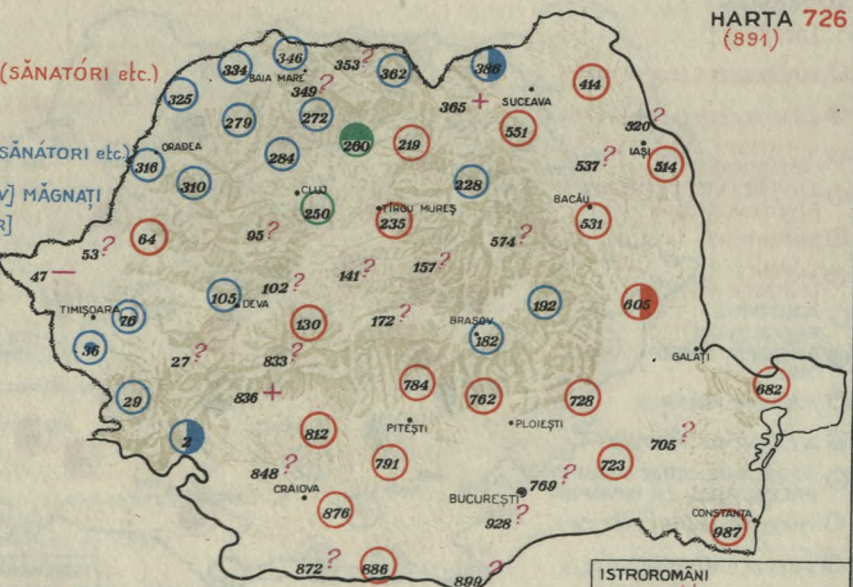 HARTA 726
(891)
(SĂNATÓRI etc.)
SĂNÁTORI etc.)
V] MĂGNAȚI
R]
334
346
353?
362
386
BAIA MARE
349?
325
365 +
SUCEAVA
414
279
272
260
219
551
520?
IAȘI
ORADEA
316
284
537?
514
310
CLUJ
250
228
TÎRGU MUREȘ
235
BACĂU
531
64
95?
53?
574?
47 —
141?
157?
102?
105
DEVA
192
605
TIMIȘOARA
76
130
172?
BRAȘOV
182
36
27?
833?
GALAȚI
29
836 +
784
762
728
682
2
812
PITEȘTI
PLOIEȘTI
705?
848?
791
723
CRAIOVA
876
BUCUREȘTI
769?
928?
CONSTANȚA
987
872?
886
899?
ISTROROMÂNI